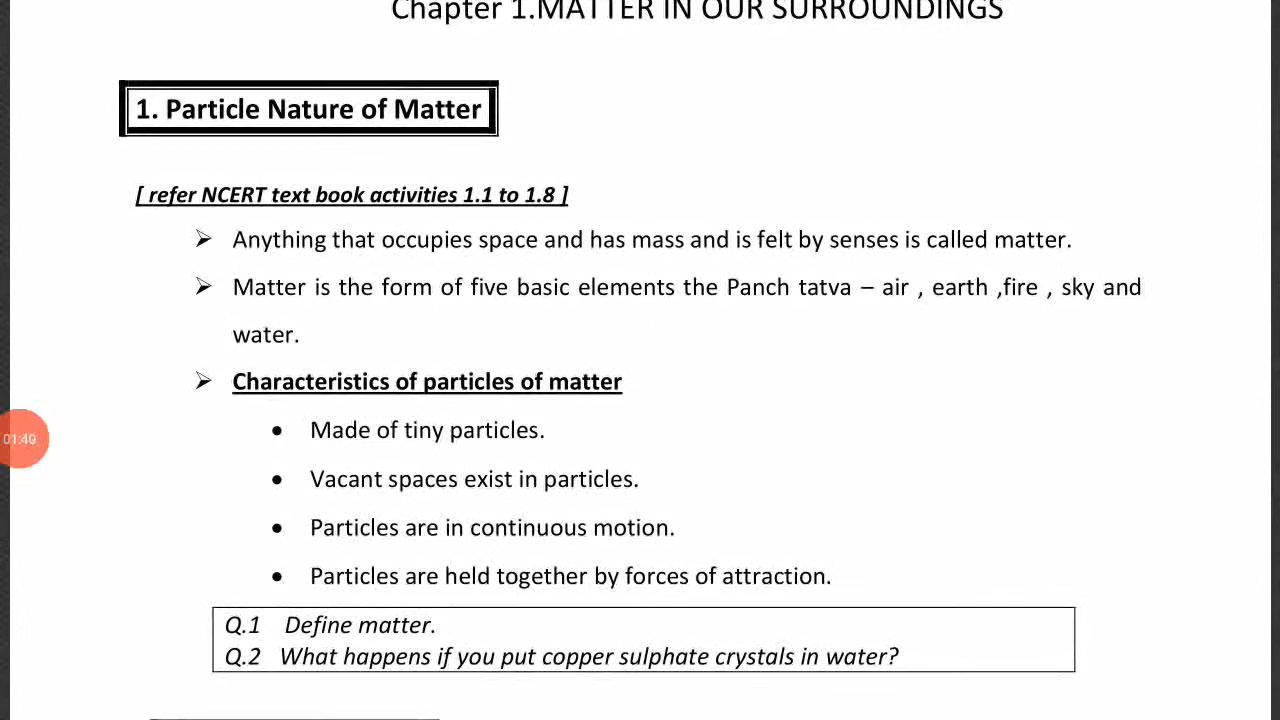 Chapter 1.MATTER IN OUR SURROUNDINGS
1. Particle Nature of Matter
[ refer NCERT text book activities 1.1 to 1.8 ]
➢ Anything that occupies space and has mass and is felt by senses is called matter.
➢ Matter is the form of five basic elements the Panch tatva – air , earth ,fire , sky and
water.
➢ Characteristics of particles of matter
• Made of tiny particles.
• Vacant spaces exist in particles.
01:40
• Particles are in continuous motion.
• Particles are held together by forces of attraction.
Q.1 Define matter.
Q.2 What happens if you put copper sulphate crystals in water?